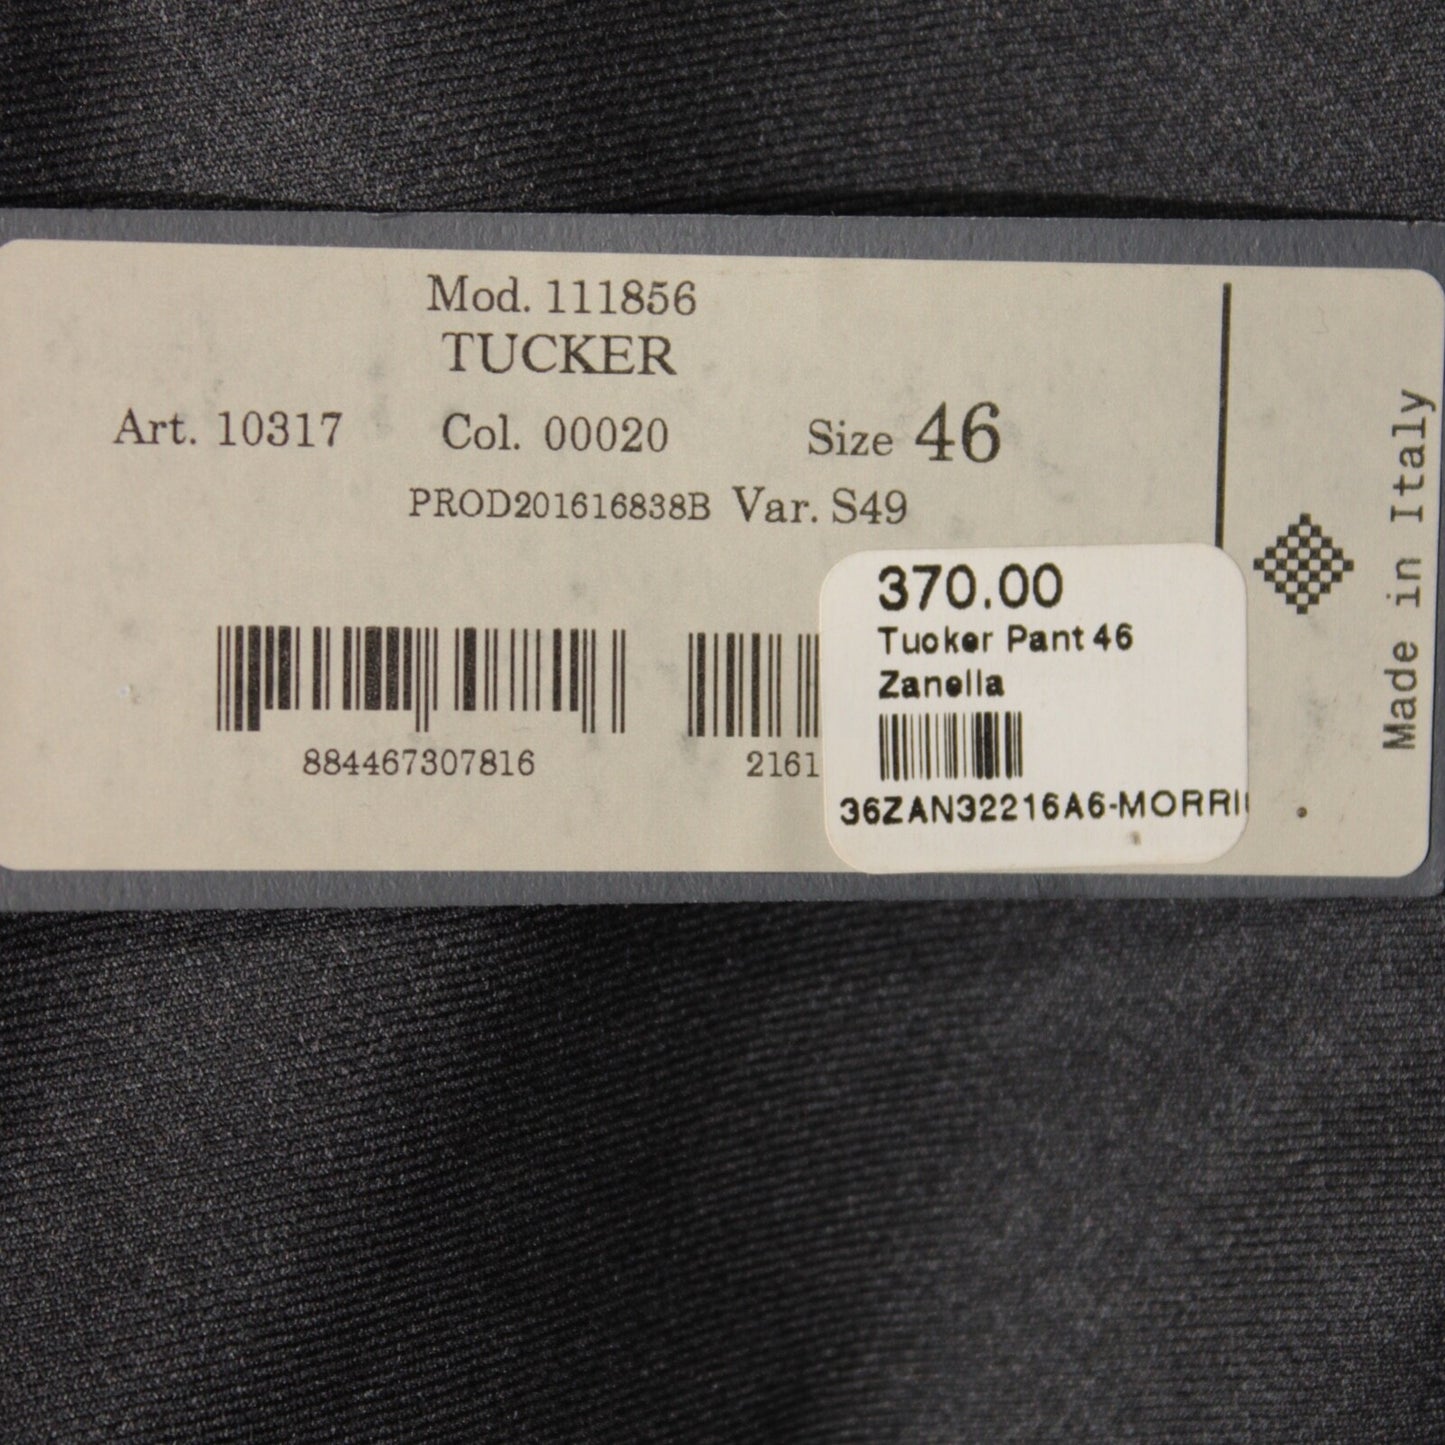 Mod. 111856
TUCKER
Art. 10317 Col. 00020 Size 46
PROD201616838B Var. S49
884467307816
2161
370.00
Tucker Pant 46
Zanella
36ZAN32216A6-MORRI
Made in Italy